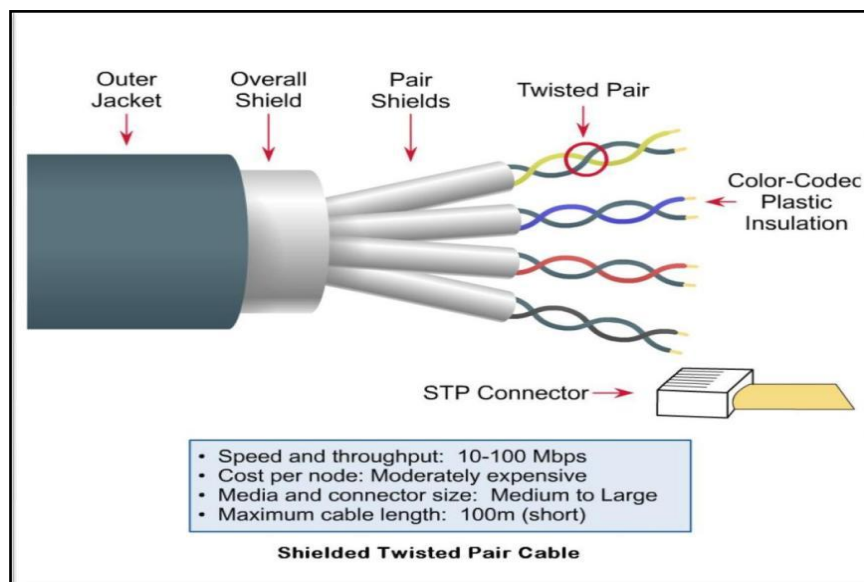 Outer
Jacket
Overall
Shield
Pair
Shields
Twisted Pair
Color-Coded
Plastic
Insulation
STP Connector
• Speed and throughput: 10-100 Mbps
• Cost per node: Moderately expensive
• Media and connector size: Medium to Large
• Maximum cable length: 100m (short)
Shielded Twisted Pair Cable